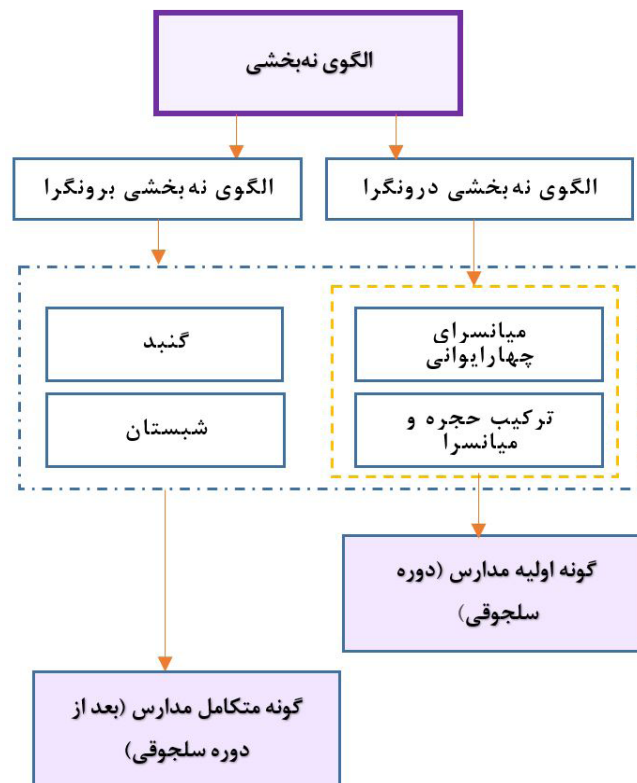 الگوی نه‌بخشی
الگوی نه‌بخشی درونگرا
الگوی نه‌بخشی برونگرا
میانسرای
چهارایوانی
گنبد
ترکیب حجره و
میانسرا
شبستان
گونه اولیه مدارس (دوره
سلجوقی)
گونه متکامل مدارس (بعد از
دوره سلجوقی)